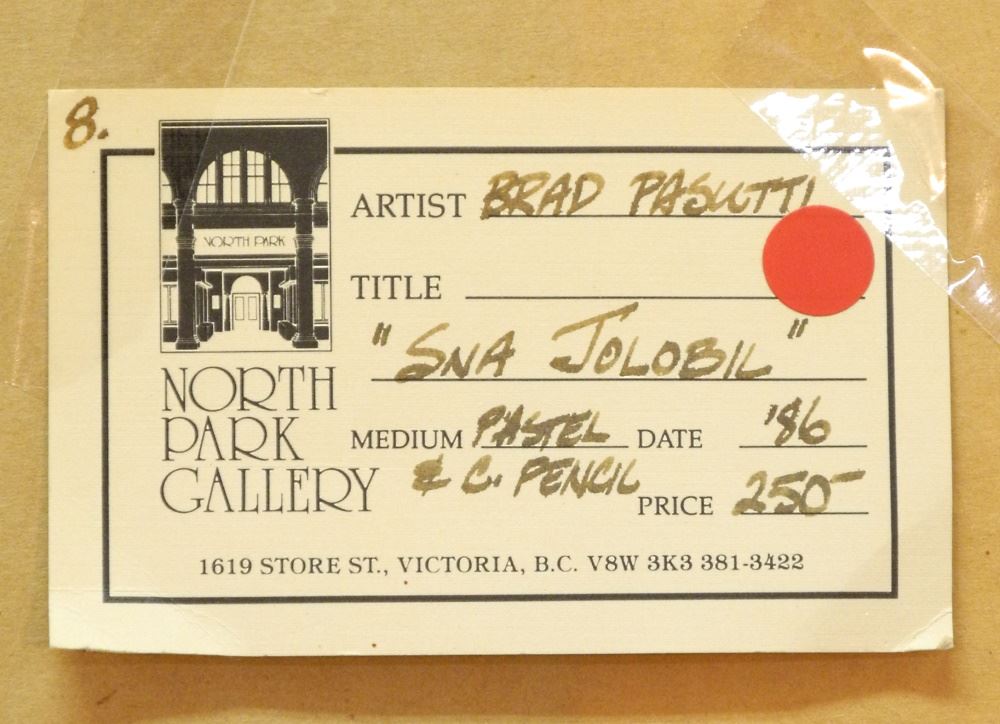 8.
NORTH PARK
NORTH
PARK
GALLERY
ARTIST BRAD PASUTTI
TITLE
"SNA JOLOBIL"
MEDIUM PASTEL DATE '86
& C. PENCIL
PRICE 250-
1619 STORE ST., VICTORIA, B.C. V8W 3K3 381-3422